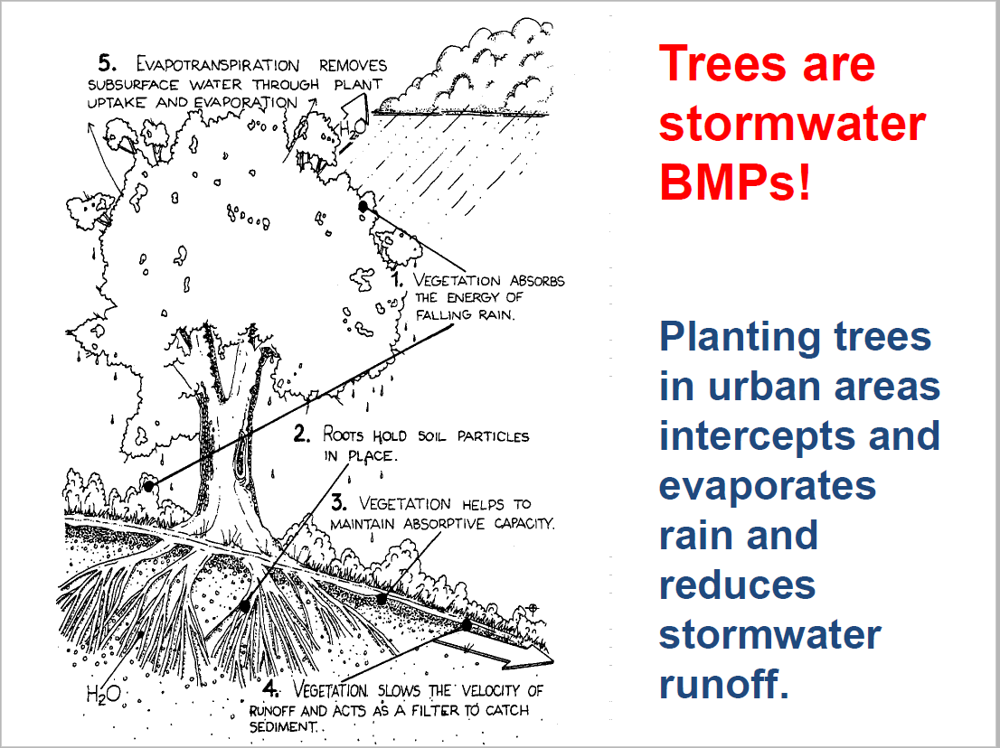 5. EVAPOTRANSPIRATION REMOVES
SUBSURFACE WATER THROUGH PLANT
UPTAKE AND EVAPORATION
H₂O
1. VEGETATION ABSORBS
THE ENERGY OF
FALLING RAIN.
2. ROOTS HOLD SOIL PARTICLES
IN PLACE.
3. VEGETATION HELPS TO
MAINTAIN ABSORPTIVE CAPACITY.
H₂O
4. VEGETATION SLOWS THE VELOCITY OF
RUNOFF AND ACTS AS A FILTER TO CATCH
SEDIMENT.
Trees are
stormwater
BMPs!
Planting trees
in urban areas
intercepts and
evaporates
rain and
reduces
stormwater
runoff.